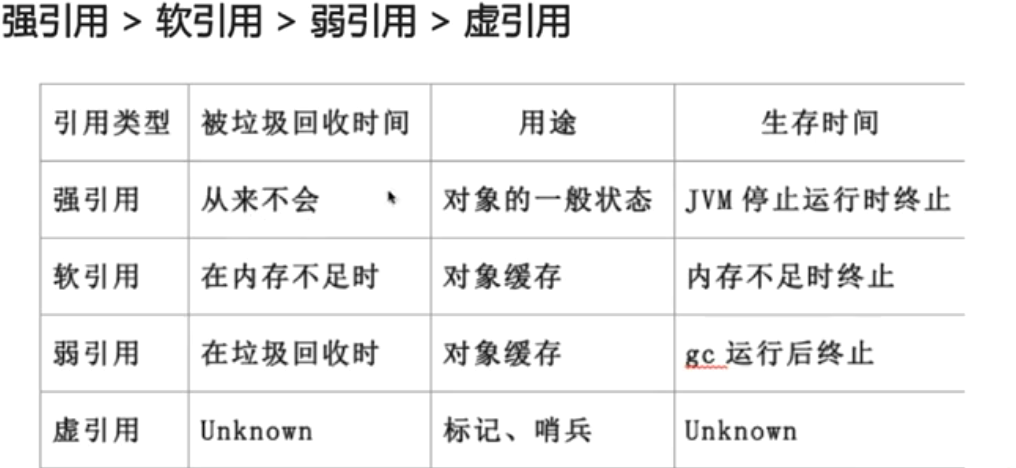 强引用 > 软引用 > 弱引用 > 虚引用
引用类型 被垃圾回收时间 用途 生存时间
强引用 从来不会 对象的一般状态 JVM 停止运行时终止
软引用 在内存不足时 对象缓存 内存不足时终止
弱引用 在垃圾回收时 对象缓存 gc 运行后终止
虚引用 Unknown 标记、哨兵 Unknown